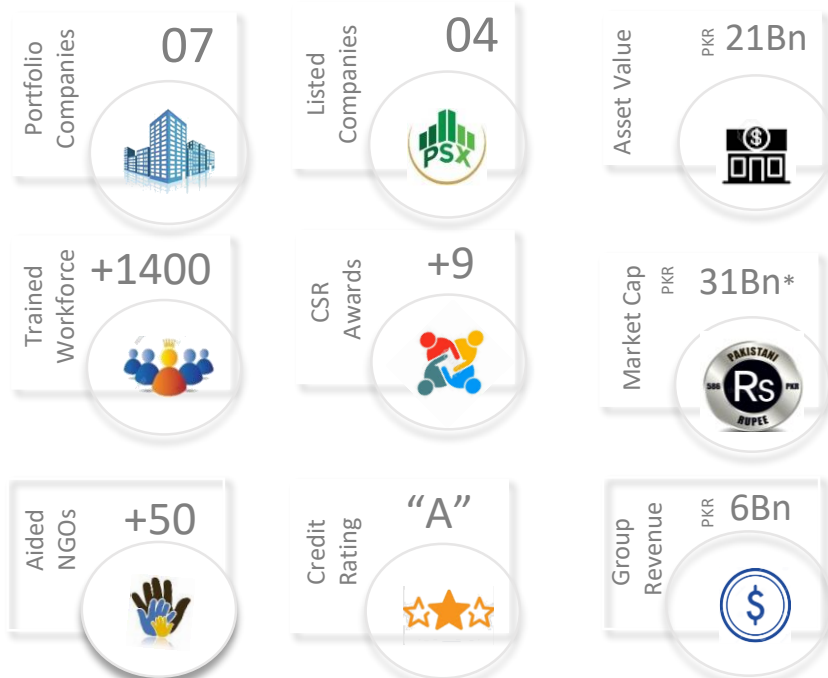 Portfolio
Companies
07
Listed
Companies
04
PSX
Asset Value
PKR 21Bn
$
Trained
Workforce
+1400
CSR
Awards
+9
Market Cap
PKR 31Bn*
PAKISTANI
586 Rs PKR
RUPEE
Aided
NGOs
+50
Credit
Rating
“A”
Group
Revenue
PKR 6Bn
$